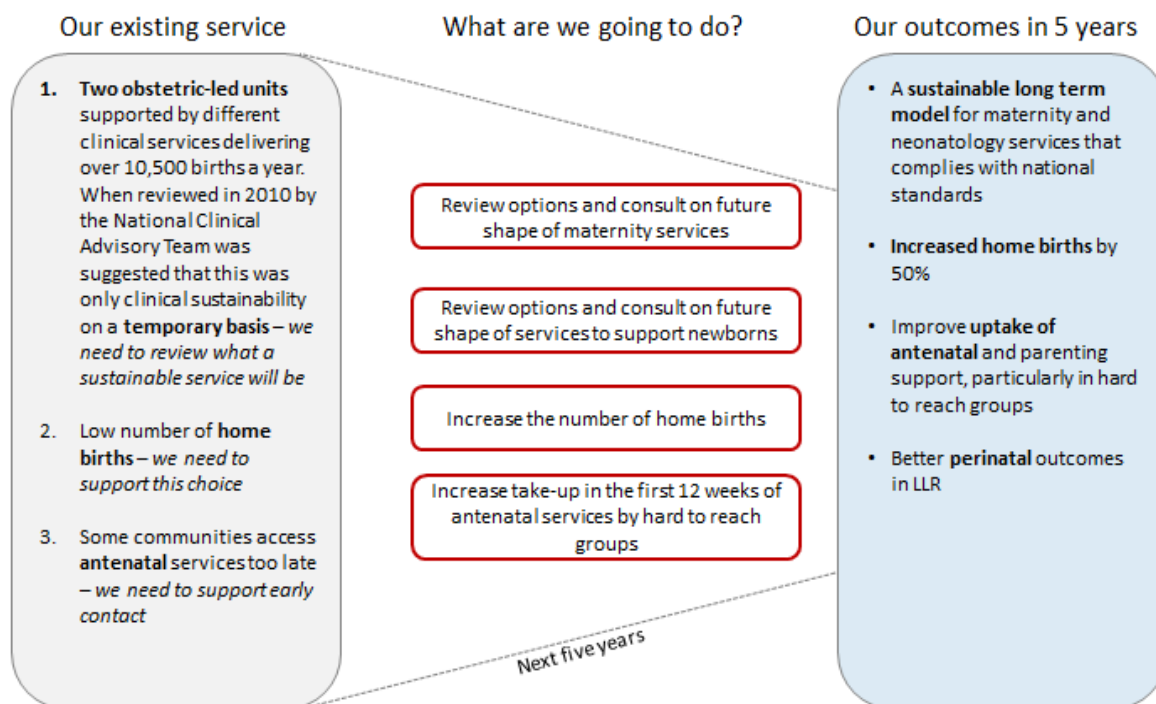 Our existing service
What are we going to do?
Our outcomes in 5 years
1. Two obstetric-led units
supported by different
clinical services delivering
over 10,500 births a year.
When reviewed in 2010 by
the National Clinical
Advisory Team was
suggested that this was
only clinical sustainability
on a temporary basis – we
need to review what a
sustainable service will be
2. Low number of home
births – we need to
support this choice
3. Some communities access
antenatal services too late
– we need to support early
contact
Review options and consult on future
shape of maternity services
Review options and consult on future
shape of services to support newborns
Increase the number of home births
Increase take-up in the first 12 weeks of
antenatal services by hard to reach
groups
Next five years
• A sustainable long term
model for maternity and
neonatology services that
complies with national
standards
• Increased home births by
50%
• Improve uptake of
antenatal and parenting
support, particularly in hard
to reach groups
• Better perinatal outcomes
in LLR